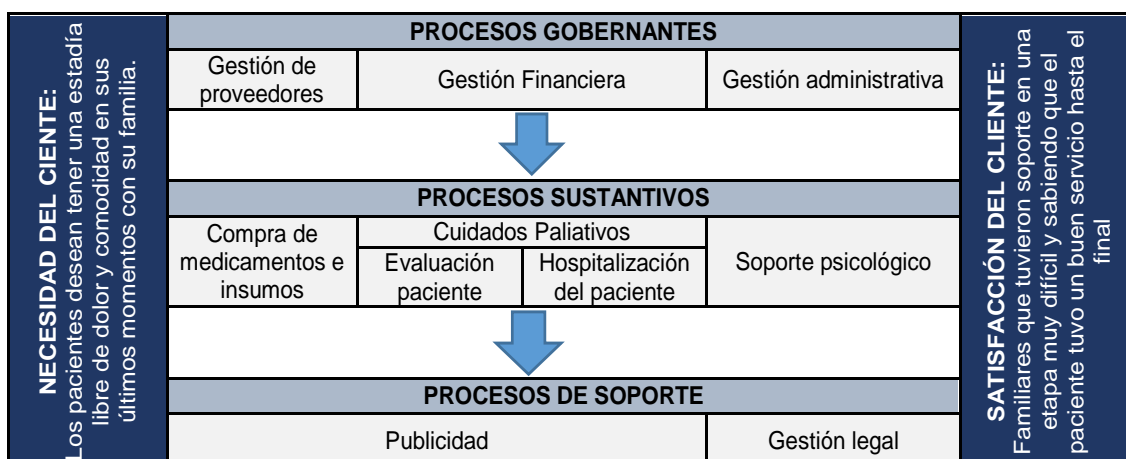 NECESIDAD DEL CIENTE:
Los pacientes desean tener una estadía
libre de dolor y comodidad en sus
últimos momentos con su familia.
PROCESOS GOBERNANTES
Gestión de
proveedores
Gestión Financiera
Gestión administrativa
PROCESOS SUSTANTIVOS
Compra de
medicamentos e
insumos
Cuidados Paliativos
Evaluación
paciente
Hospitalización
del paciente
Soporte psicológico
PROCESOS DE SOPORTE
Publicidad
Gestión legal
SATISFACCIÓN DEL CLIENTE:
Familiares que tuvieron soporte en una
etapa muy difícil y sabiendo que el
paciente tuvo un buen servicio hasta el
final